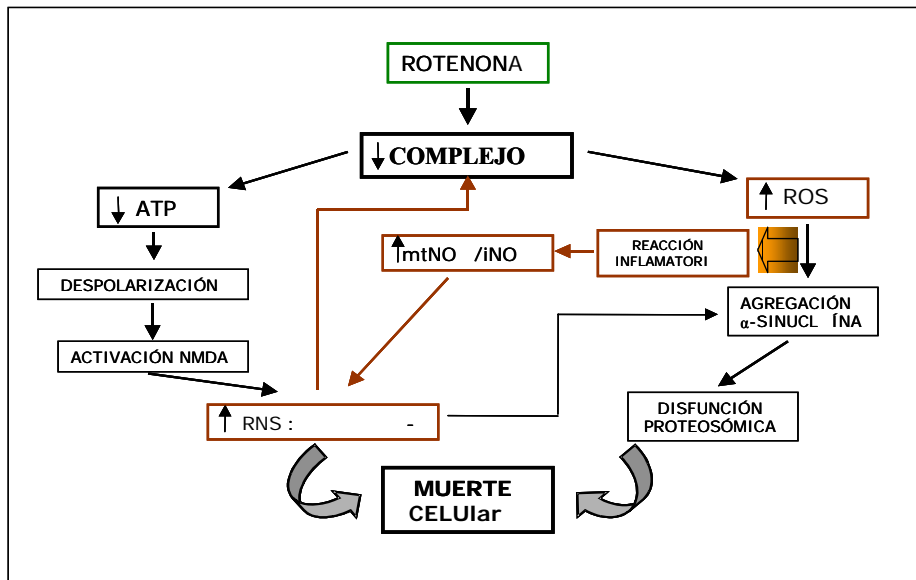 ROTENONA
↓ COMPLEJO
↓ ATP
↑ ROS
↑mtNO /iNO
REACCIÓN
INFLAMATORI
DESPOLARIZACIÓN
AGREGACIÓN
α-SINUCL ÍNA
ACTIVACIÓN NMDA
↑ RNS : -
DISFUNCIÓN
PROTEOSÓMICA
MUERTE
CELUlar